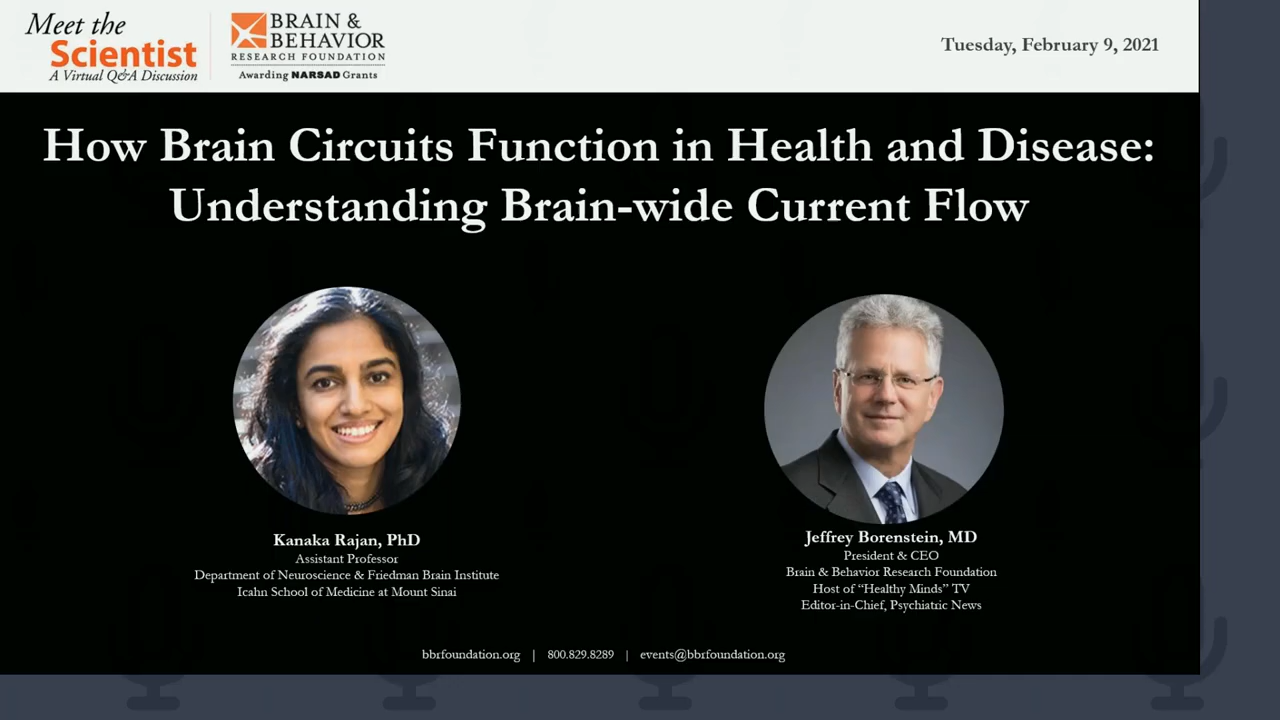 Meet the
Scientist
A Virtual Q&A Discussion
BRAIN &
BEHAVIOR
RESEARCH FOUNDATION
Awarding NARSAD Grants
Tuesday, February 9, 2021
How Brain Circuits Function in Health and Disease:
Understanding Brain-wide Current Flow
Kanaka Rajan, PhD
Assistant Professor
Department of Neuroscience & Friedman Brain Institute
Icahn School of Medicine at Mount Sinai
Jeffrey Borenstein, MD
President & CEO
Brain & Behavior Research Foundation
Host of “Healthy Minds” TV
Editor-in-Chief, Psychiatric News
bbrfoundation.org | 800.829.8289 | events@bbrfoundation.org